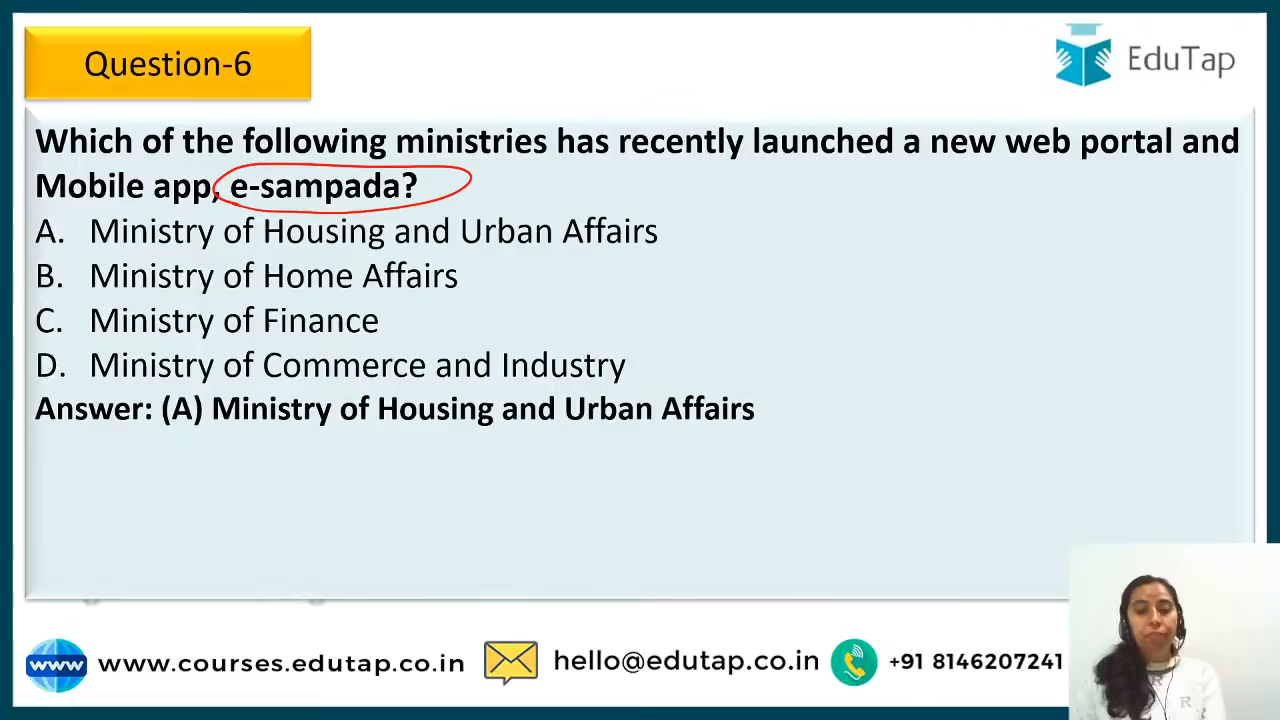 Question-6
EduTap
Which of the following ministries has recently launched a new web portal and
Mobile app, e-sampada?
A. Ministry of Housing and Urban Affairs
B. Ministry of Home Affairs
C. Ministry of Finance
D. Ministry of Commerce and Industry
Answer: (A) Ministry of Housing and Urban Affairs
www www.courses.edutap.co.in hello@edutap.co.in +91 8146207241
R